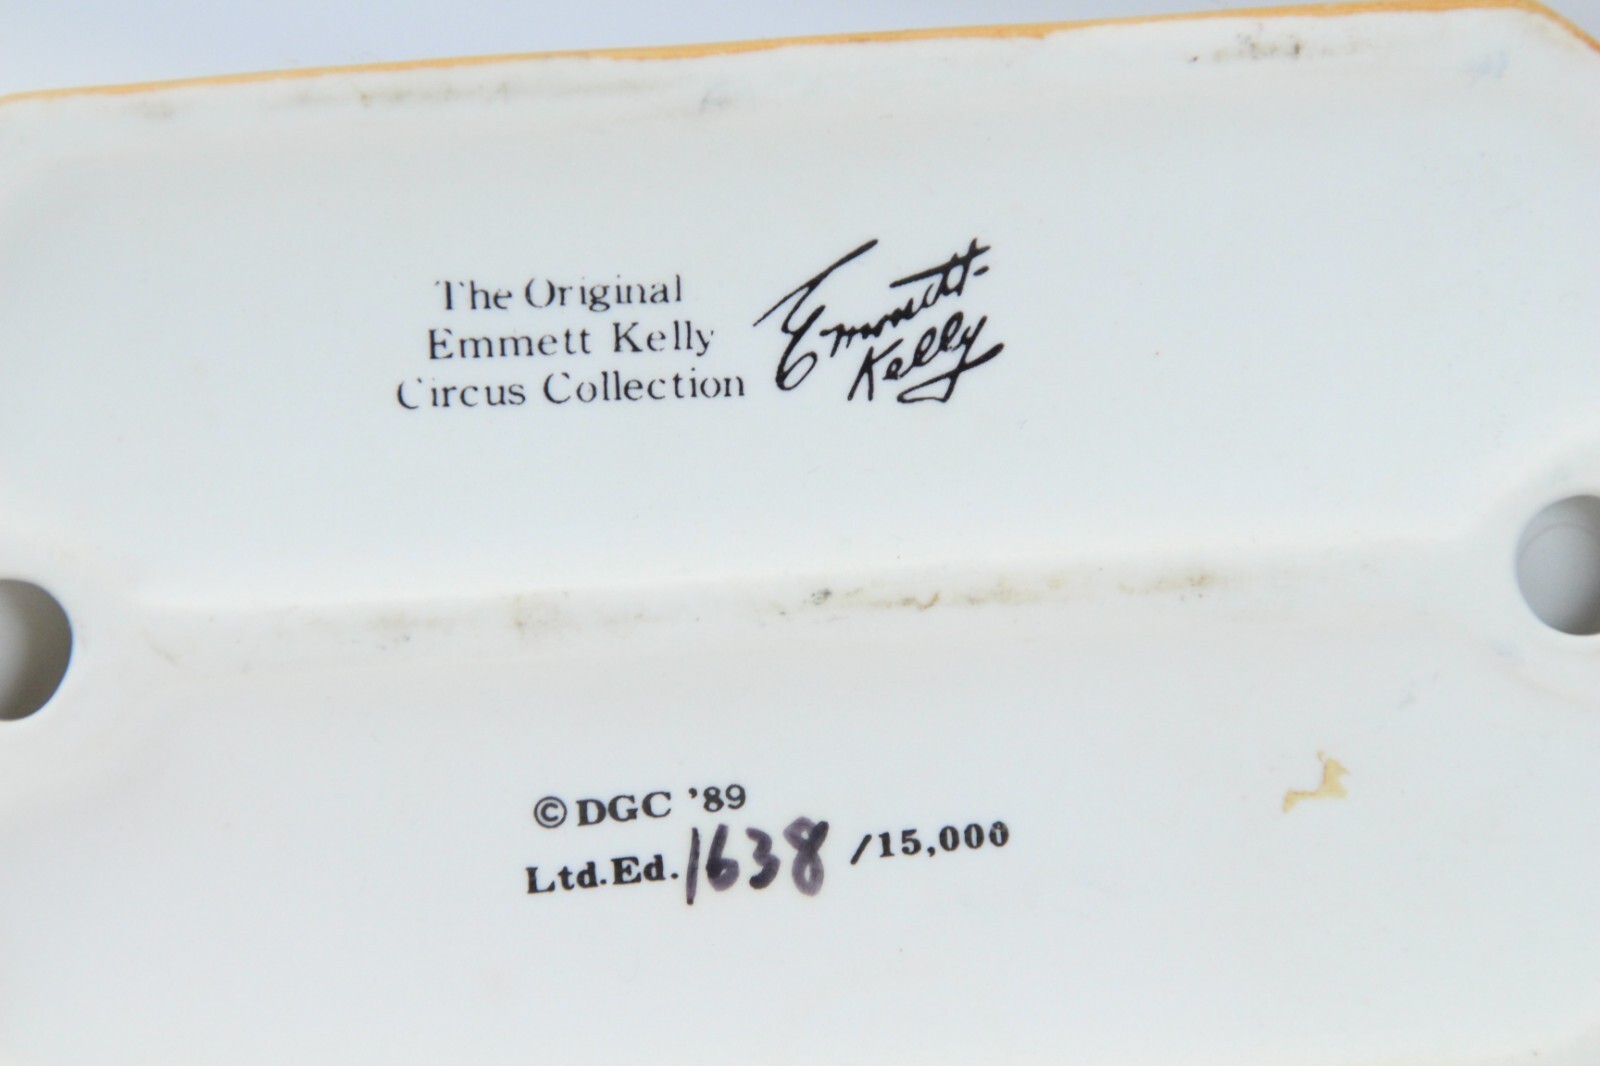 The Original
Emmett Kelly
Circus Collection
Emmett
Kelly
© DGC '89
Ltd.Ed. 1638 /15,000